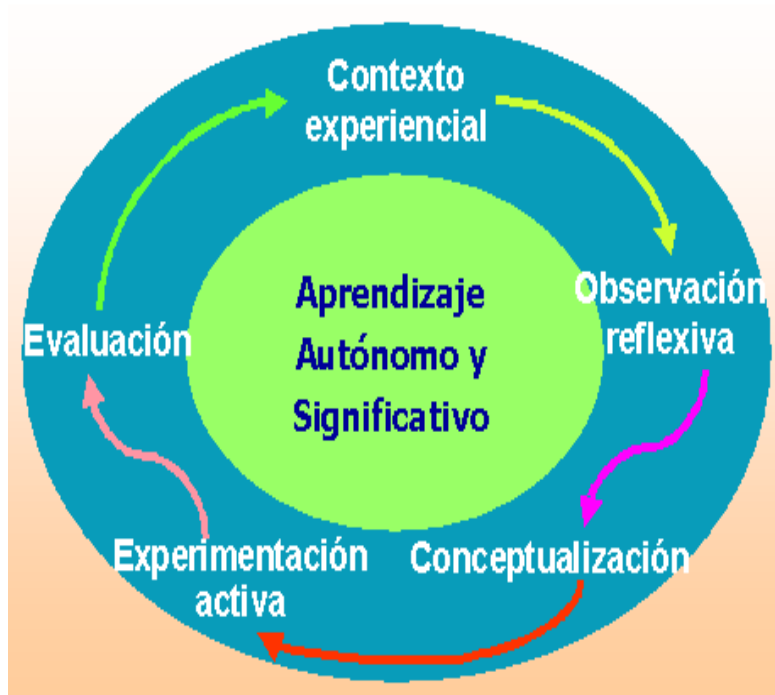 Contexto
experiencial
Observación
reflexiva
Conceptualización
Experimentación
activa
Evaluación
Aprendizaje
Autónomo y
Significativo